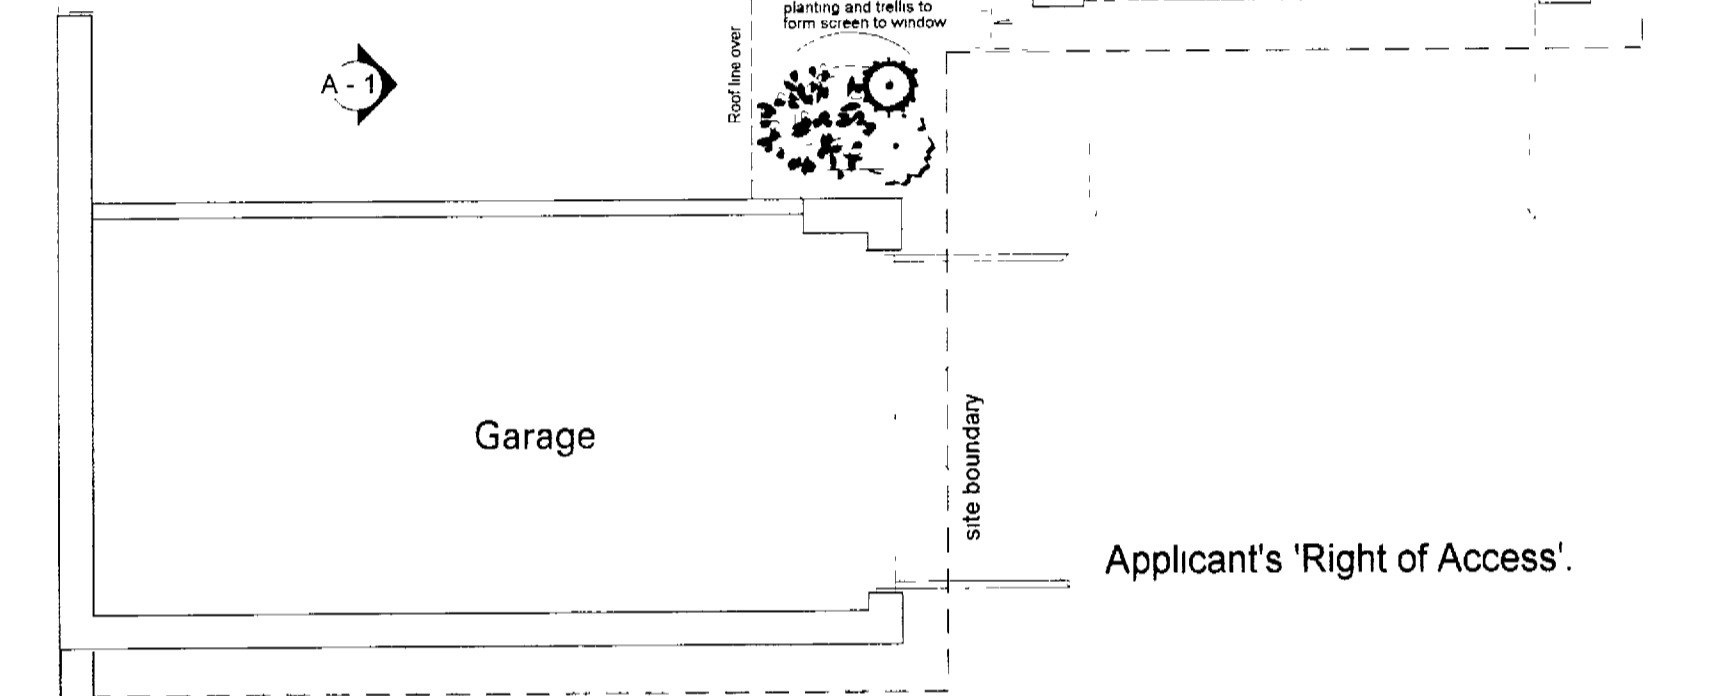 planting and trellis to
form screen to window
Roof line over
A - 1
Garage
site boundary
Applicant's 'Right of Access'.